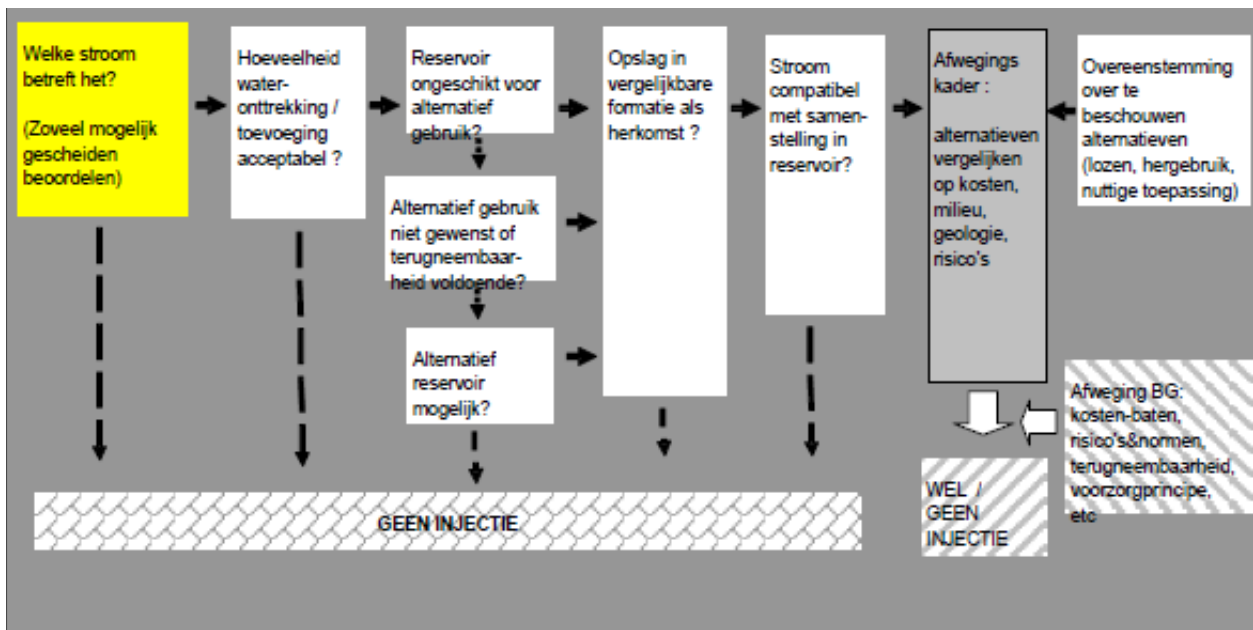 Welke stroom
betreft het?
(Zoveel mogelijk
gescheiden
beoordelen)
Hoeveelheid
water-
onttrekking /
toevoeging
acceptabel ?
Reservoir
ongeschikt voor
alternatief
gebruik?
Alternatief gebruik
niet gewenst of
terugneembaar-
heid voldoende?
Alternatief
reservoir
mogelijk?
Opslag in
vergelijkbare
formatie als
herkomst ?
Stroom
compatibel
met samen-
stelling in
reservoir?
Afwegings
kader :
alternatieven
vergelijken
op kosten,
milieu,
geologie,
risico's
Overeenstemming
over te
beschouwen
alternatieven
(lozen, hergebruik,
nuttige toepassing)
Afweging BG:
kosten-baten,
risico's&normen,
terugneembaarheid,
voorzorgprincipe,
etc
GEEN INJECTIE
WEL /
GEEN
INJECTIE